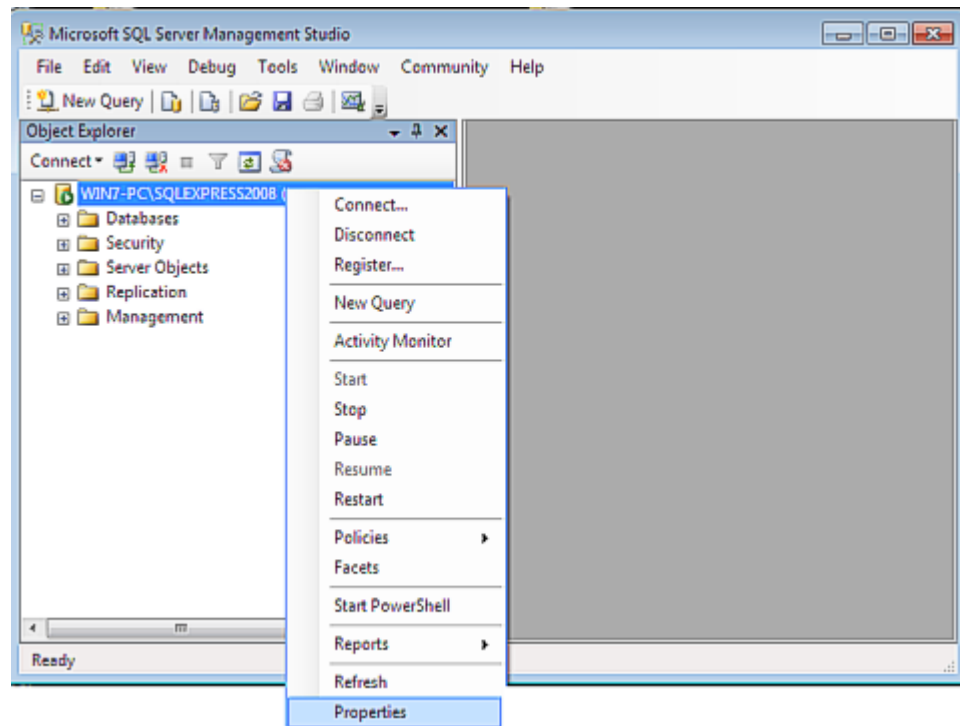 Microsoft SQL Server Management Studio
File Edit View Debug Tools Window Community Help
New Query
Object Explorer
Connect
WIN7-PC\SQLEXPRESS2008 (
Databases
Security
Server Objects
Replication
Management
Connect...
Disconnect
Register...
New Query
Activity Monitor
Start
Stop
Pause
Resume
Restart
Policies
Facets
Start PowerShell
Reports
Refresh
Properties
Ready